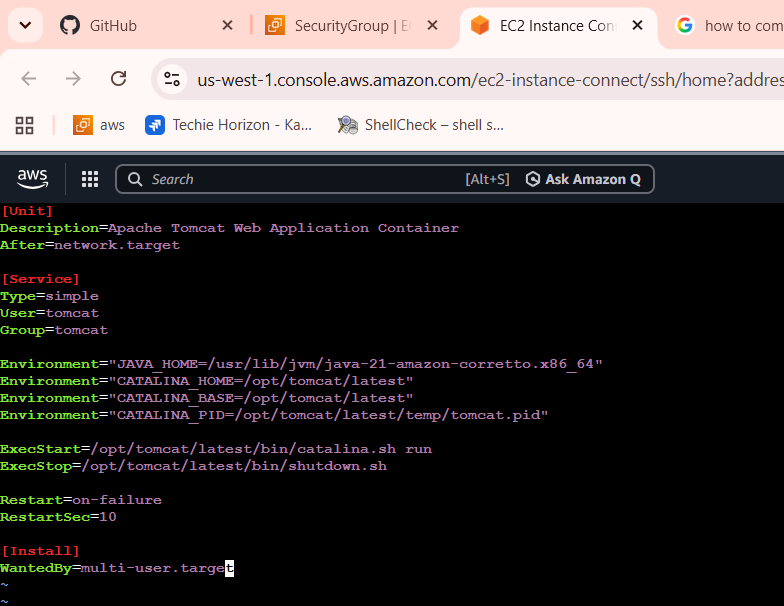 GitHub
SecurityGroup | E
EC2 Instance Con
how to com
us-west-1.console.aws.amazon.com/ec2-instance-connect/ssh/home?addres
aws
Techie Horizon - Ka...
ShellCheck – shell s...
aws
Search
[Alt+S]
Ask Amazon Q
[Unit]
Description=Apache Tomcat Web Application Container
After=network.target
[Service]
Type=simple
User=tomcat
Group=tomcat
Environment="JAVA_HOME=/usr/lib/jvm/java-21-amazon-corretto.x86_64"
Environment="CATALINA_HOME=/opt/tomcat/latest"
Environment="CATALINA_BASE=/opt/tomcat/latest"
Environment="CATALINA_PID=/opt/tomcat/latest/temp/tomcat.pid"
ExecStart=/opt/tomcat/latest/bin/catalina.sh run
ExecStop=/opt/tomcat/latest/bin/shutdown.sh
Restart=on-failure
RestartSec=10
[Install]
WantedBy=multi-user.target
~
~